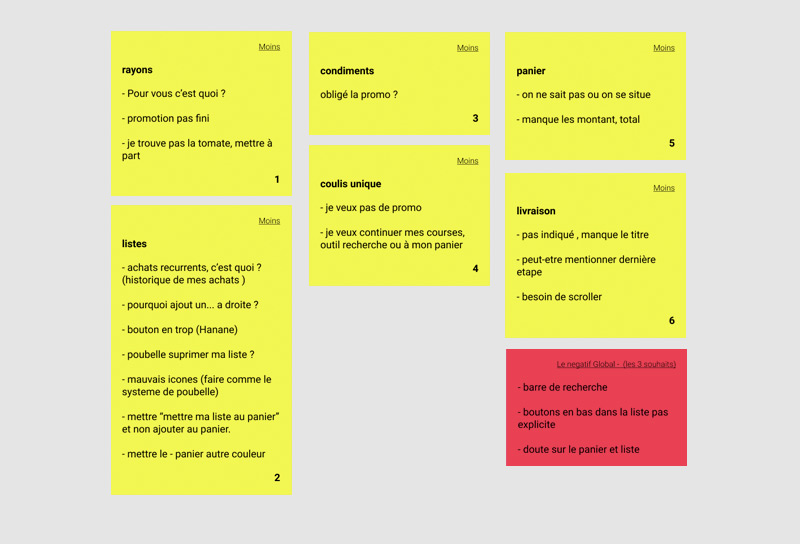 Moins
rayons
- Pour vous c'est quoi ?
- promotion pas fini
- je trouve pas la tomate, mettre à
part
1
Moins
listes
- achats recurrents, c'est quoi ?
(historique de mes achats )
- pourquoi ajout un... a droite ?
- bouton en trop (Hanane)
- poubelle suprimer ma liste ?
- mauvais icones (faire comme le
systeme de poubelle)
- mettre "mettre ma liste au panier"
et non ajouter au panier.
- mettre le - panier autre couleur
2
Moins
condiments
obligé la promo ?
3
Moins
coulis unique
- je veux pas de promo
- je veux continuer mes courses,
outil recherche ou à mon panier
4
Moins
panier
- on ne sait pas ou on se situe
- manque les montant, total
5
Moins
livraison
- pas indiqué , manque le titre
- peut-etre mentionner dernière
etape
- besoin de scroller
6
Le negatif Global - (les 3 souhaits)
- barre de recherche
- boutons en bas dans la liste pas
explicite
- doute sur le panier et liste